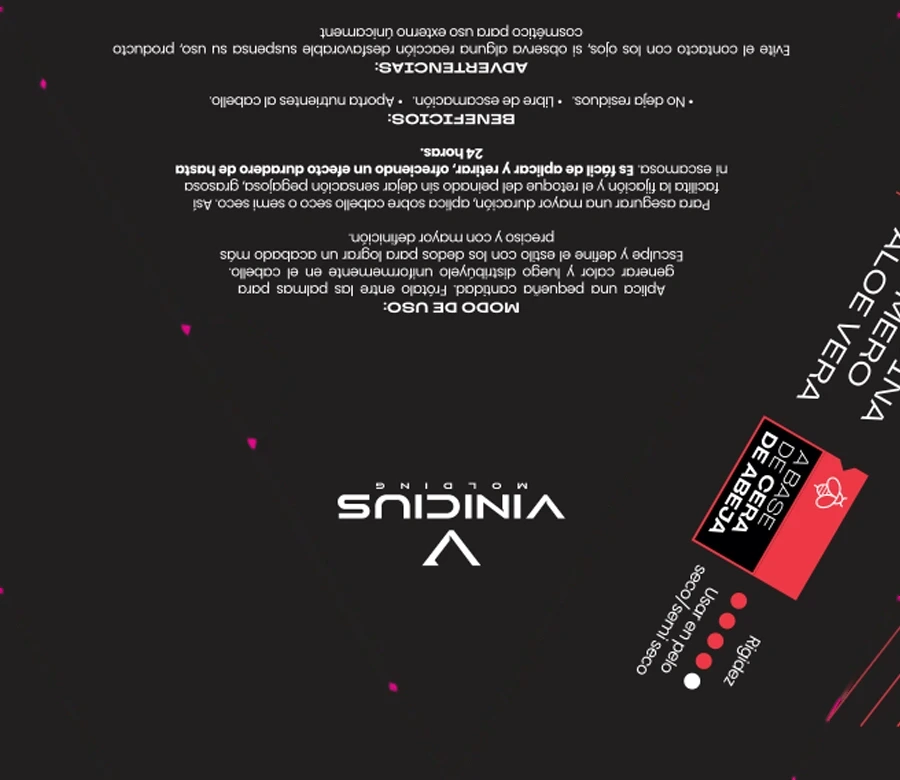 V
VINICIUS
MOLDING
MODO DE USO:
Aplica una pequeña cantidad. Frótalo entre las palmas para
generar calor y luego distribúyelo uniformemente en el cabello.
Esculpe y define el estilo con los dedos para lograr un acabado más
preciso y con mayor definición.
Para asegurar una mayor duración, aplica sobre cabello seco o semi seco. Así
facilita la fijación y el retoque del peinado sin dejar sensación pegajosa, grasosa
ni escamosa. Es fácil de aplicar y retirar, ofreciendo un efecto duradero de hasta
24 horas.
BENEFICIOS:
• No deja residuos. • Libre de escamación. • Aporta nutrientes al cabello.
ADVERTENCIAS:
Evite el contacto con los ojos, si observa alguna reacción desfavorable suspensa su uso, producto
cosmético para uso externo únicament
INA
MERO
ALOE VERA
A BASE
DE CERA
DE ABEJA
Rigidez
Usar en pelo
seco/semi seco